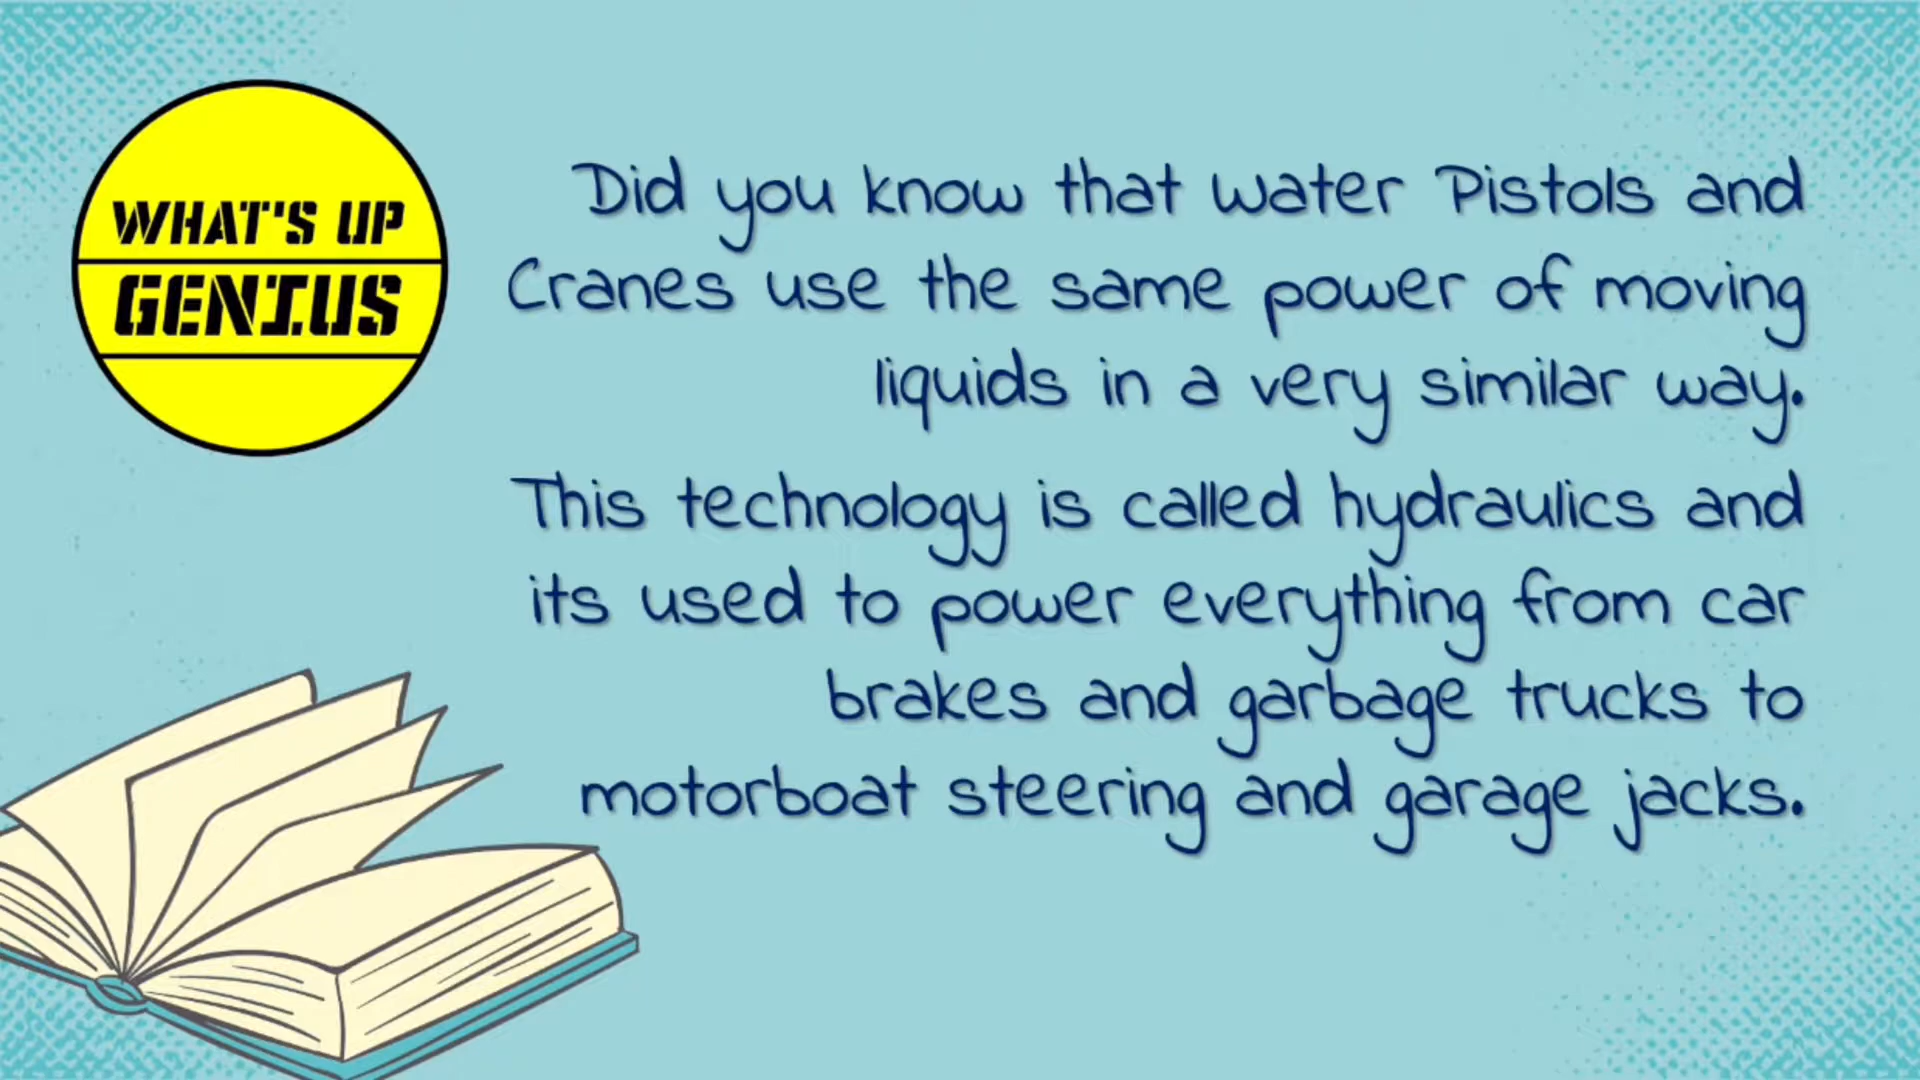 WHAT'S UP
GENIUS
Did you know that Water Pistols and
Cranes use the same power of moving
liquids in a very similar way.
This technology is called hydraulics and
its used to power everything from car
brakes and garbage trucks to
motorboat steering and garage jacks.